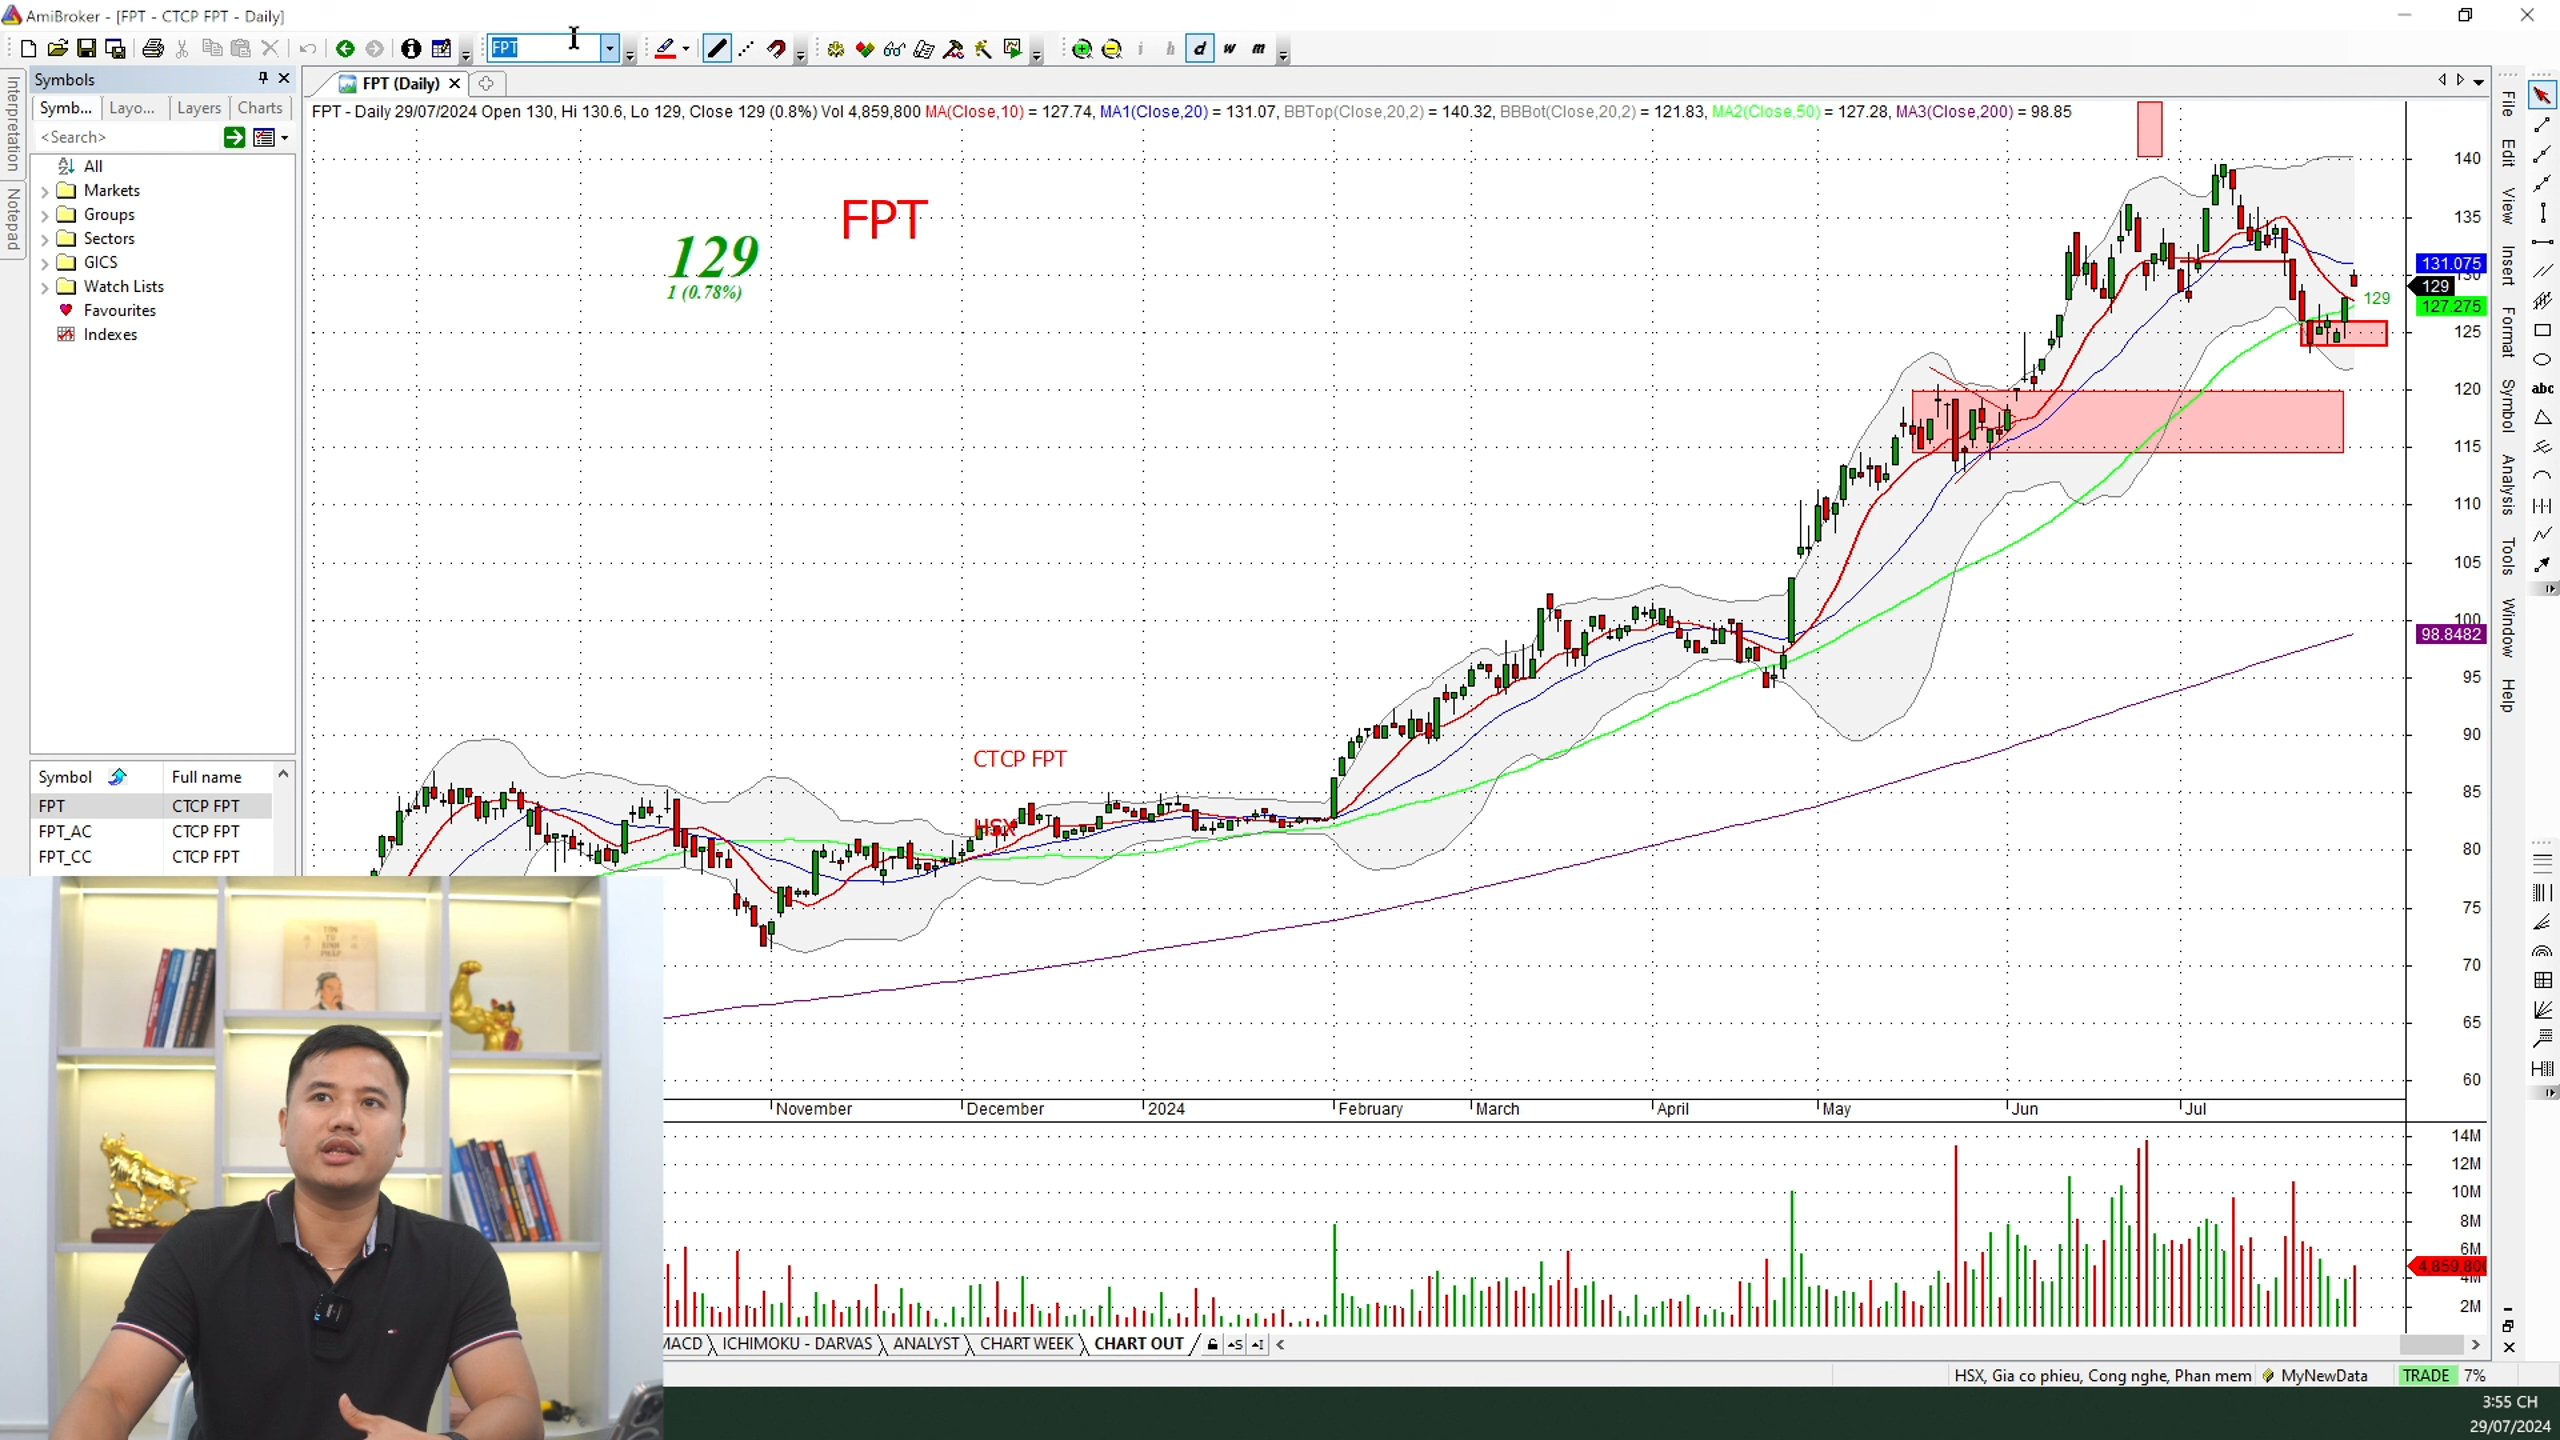 AmiBroker - [FPT - CTCP FPT - Daily]
FPT
i h d w m
Interpretation
Notepad
Symbols
Symb... Layo... Layers Charts
<Search>
All
Markets
Groups
Sectors
GICS
Watch Lists
Favourites
Indexes
Symbol Full name
FPT CTCP FPT
FPT_AC CTCP FPT
FPT_CC CTCP FPT
FPT (Daily)
FPT - Daily 29/07/2024 Open 130, Hi 130.6, Lo 129, Close 129 (0.8%) Vol 4,859,800 MA(Close,10) = 127.74, MA1(Close,20) = 131.07, BBTop(Close,20,2) = 140.32, BBBot(Close,20,2) = 121.83, MA2(Close,50) = 127.28, MA3(Close,200) = 98.85
FPT
129
1 (0.78%)
CTCP FPT
HSX
129
140
135
131.075
130
129
127.275
125
120
115
110
105
100
98.8482
95
90
85
80
75
70
65
60
November December 2024 February March April May Jun Jul
14M
12M
10M
8M
6M
4,859,800
4M
2M
MACD ICHIMOKU - DARVAS ANALYST CHART WEEK CHART OUT
File
Edit
View
Insert
Format
Symbol
Analysis
Tools
Window
Help
abc
HSX, Gia co phieu, Cong nghe, Phan mem MyNewData TRADE 7%
3:55 CH
29/07/2024